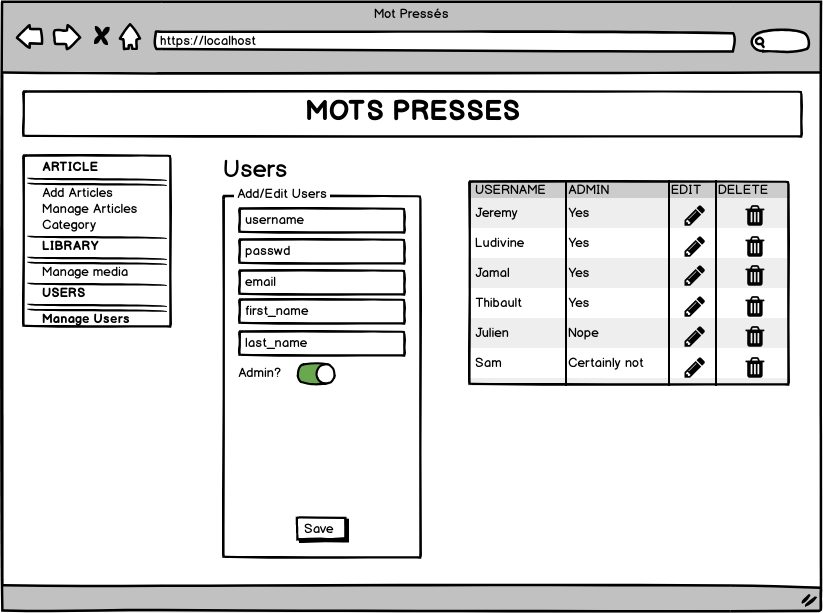 Mot Pressés
https://localhost
MOTS PRESSES
ARTICLE
Add Articles
Manage Articles
Category
LIBRARY
Manage media
USERS
Manage Users
Users
Add/Edit Users
username
passwd
email
first_name
last_name
Admin?
Save
USERNAME ADMIN EDIT DELETE
Jeremy Yes
Ludivine Yes
Jamal Yes
Thibault Yes
Julien Nope
Sam Certainly not